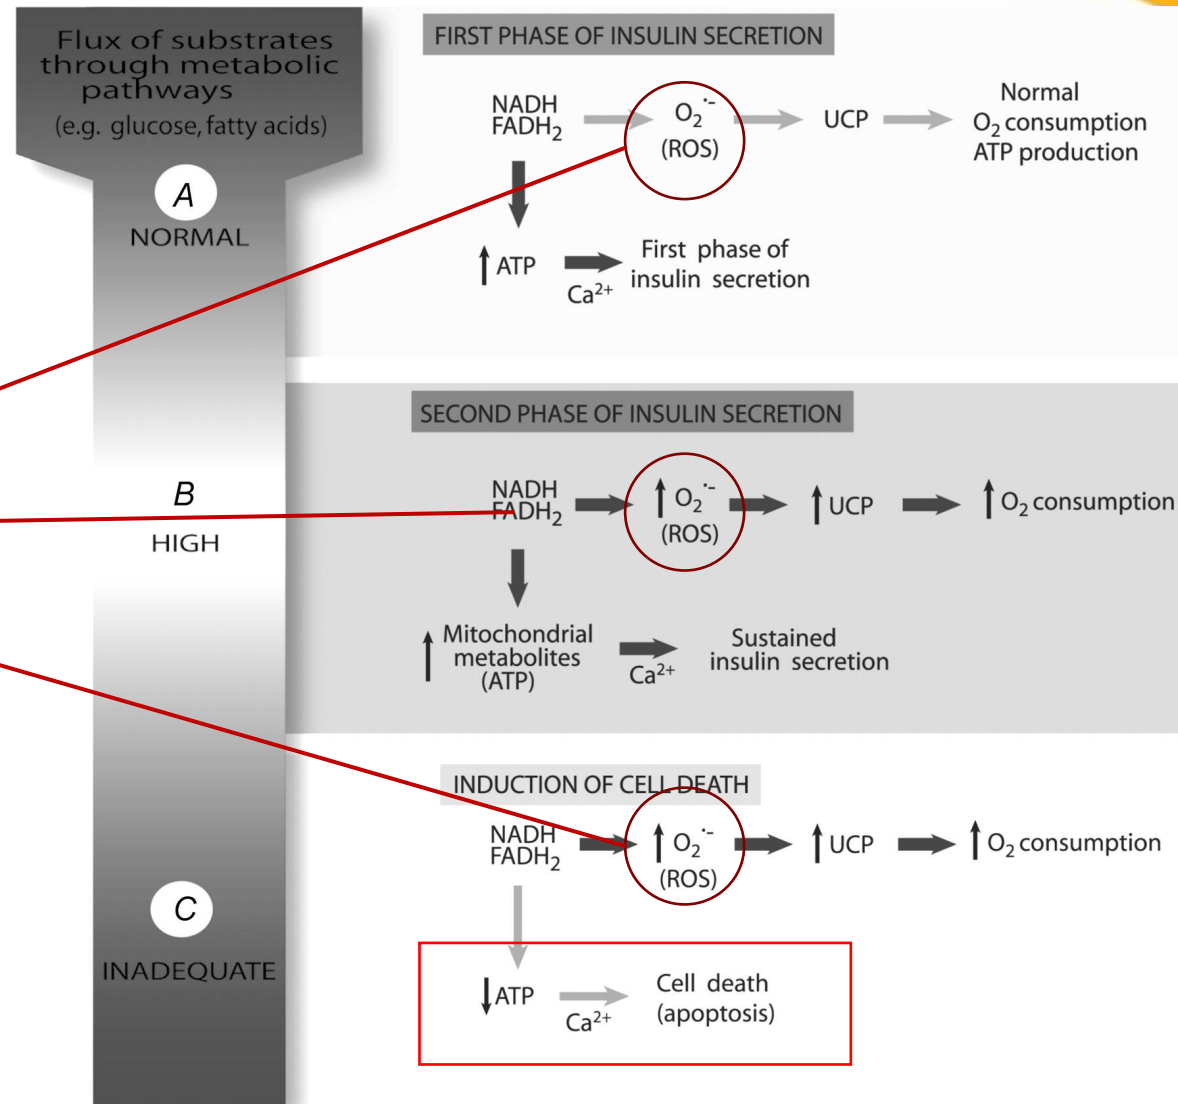 Flux of substrates
through metabolic
pathways
(e.g. glucose, fatty acids)
A
NORMAL
FIRST PHASE OF INSULIN SECRETION
NADH
FADH₂
O₂˙⁻
(ROS)
UCP
Normal
O₂ consumption
ATP production
↑ ATP
Ca²⁺
First phase of
insulin secretion
B
HIGH
SECOND PHASE OF INSULIN SECRETION
NADH
FADH₂
↑ O₂˙⁻
(ROS)
↑ UCP
↑ O₂ consumption
↑ Mitochondrial
metabolites
(ATP)
Ca²⁺
Sustained
insulin secretion
C
INADEQUATE
INDUCTION OF CELL DEATH
NADH
FADH₂
↑ O₂˙⁻
(ROS)
↑ UCP
↑ O₂ consumption
↓ ATP
Ca²⁺
Cell death
(apoptosis)